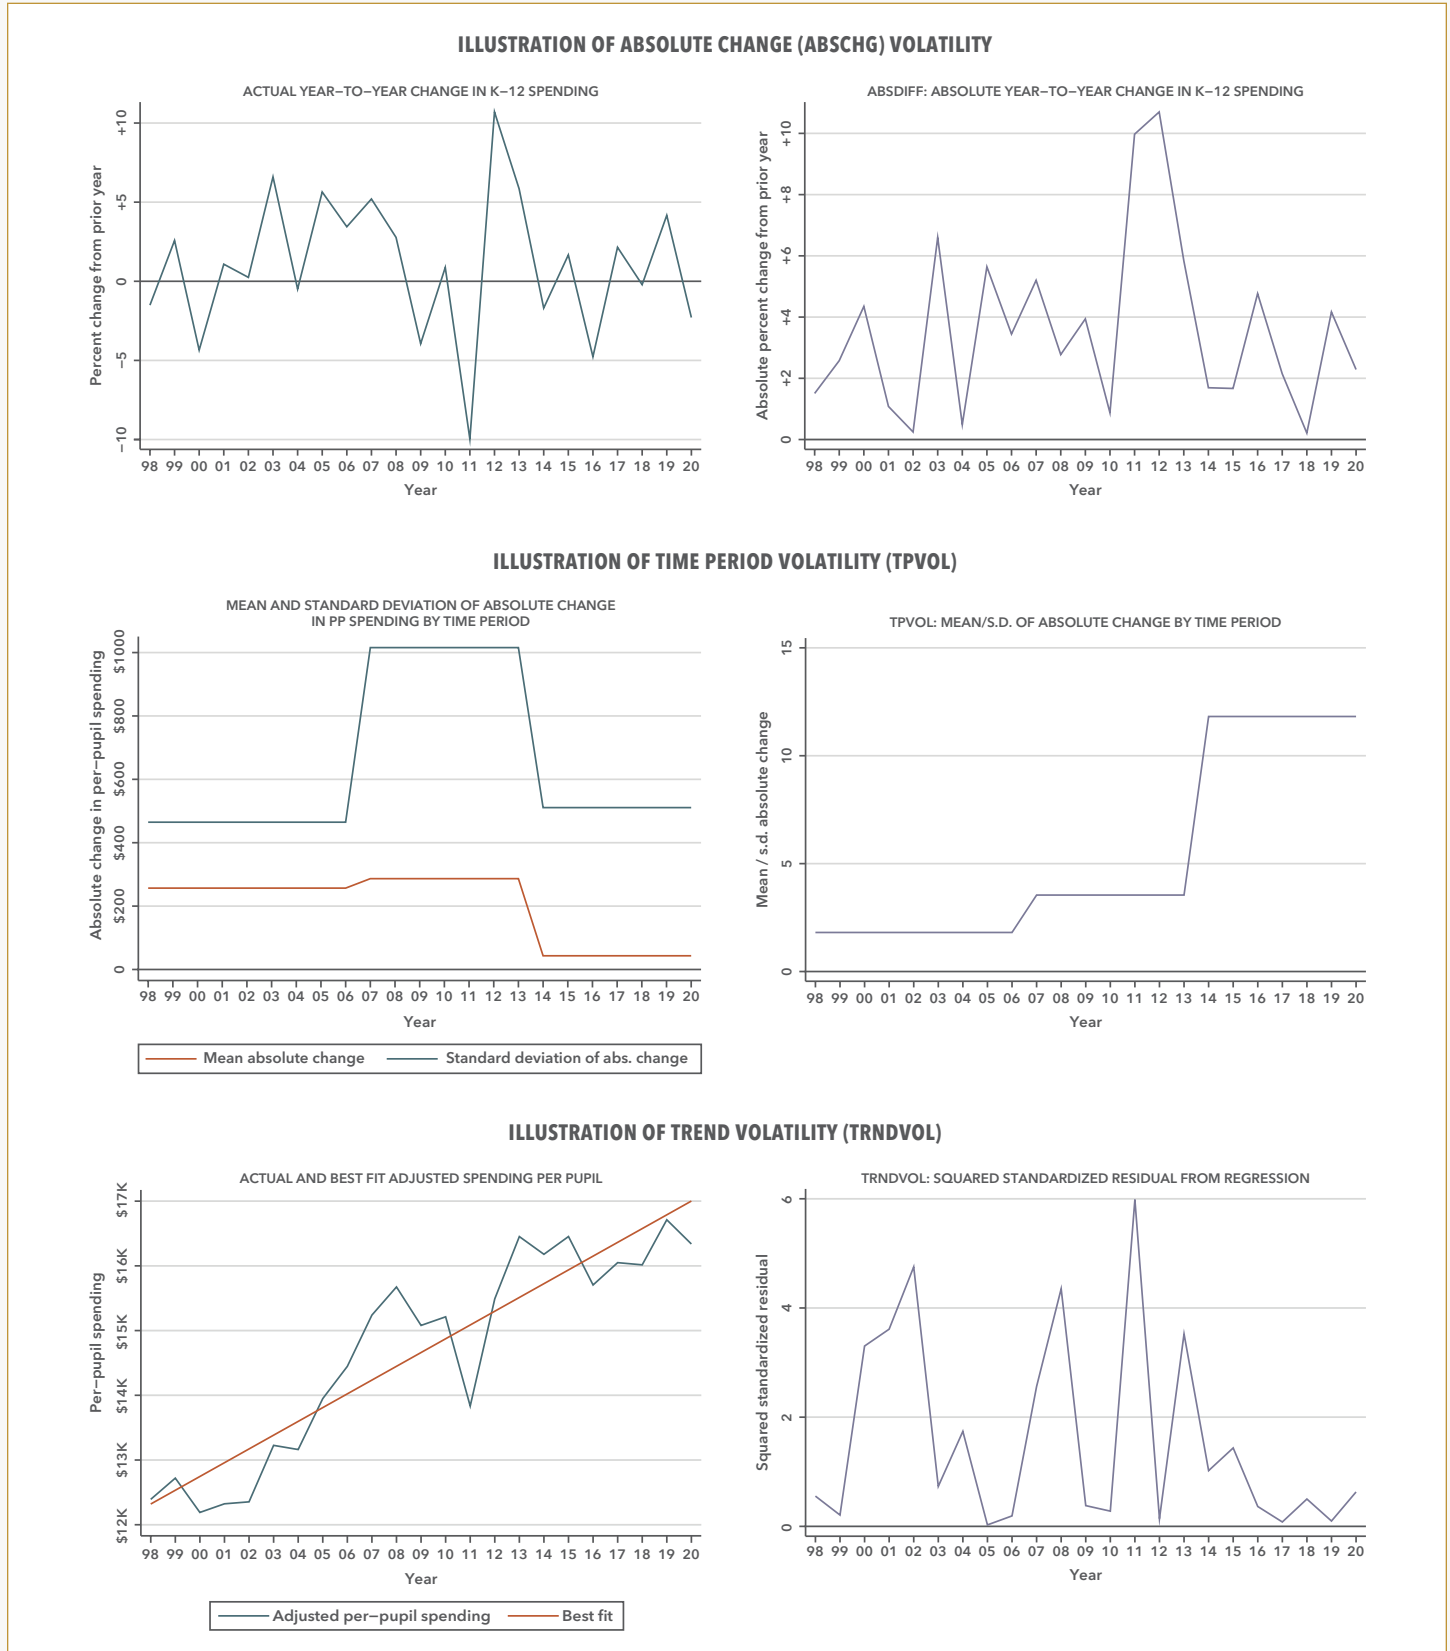 ILLUSTRATION OF ABSOLUTE CHANGE (ABSCHG) VOLATILITY
ACTUAL YEAR–TO–YEAR CHANGE IN K–12 SPENDING
Percent change from prior year
+10
+5
0
–5
–10
98 99 00 01 02 03 04 05 06 07 08 09 10 11 12 13 14 15 16 17 18 19 20
Year
ABSDIFF: ABSOLUTE YEAR–TO–YEAR CHANGE IN K–12 SPENDING
Absolute percent change from prior year
+10
+8
+6
+4
+2
0
98 99 00 01 02 03 04 05 06 07 08 09 10 11 12 13 14 15 16 17 18 19 20
Year
ILLUSTRATION OF TIME PERIOD VOLATILITY (TPVOL)
MEAN AND STANDARD DEVIATION OF ABSOLUTE CHANGE
IN PP SPENDING BY TIME PERIOD
Absolute change in per–pupil spending
$1000
$800
$600
$400
$200
0
98 99 00 01 02 03 04 05 06 07 08 09 10 11 12 13 14 15 16 17 18 19 20
Year
Mean absolute change Standard deviation of abs. change
TPVOL: MEAN/S.D. OF ABSOLUTE CHANGE BY TIME PERIOD
Mean / s.d. absolute change
15
10
5
0
98 99 00 01 02 03 04 05 06 07 08 09 10 11 12 13 14 15 16 17 18 19 20
Year
ILLUSTRATION OF TREND VOLATILITY (TRNDVOL)
ACTUAL AND BEST FIT ADJUSTED SPENDING PER PUPIL
Per–pupil spending
$17K
$16K
$15K
$14K
$13K
$12K
98 99 00 01 02 03 04 05 06 07 08 09 10 11 12 13 14 15 16 17 18 19 20
Year
Adjusted per–pupil spending Best fit
TRNDVOL: SQUARED STANDARDIZED RESIDUAL FROM REGRESSION
Squared standardized residual
6
4
2
0
98 99 00 01 02 03 04 05 06 07 08 09 10 11 12 13 14 15 16 17 18 19 20
Year